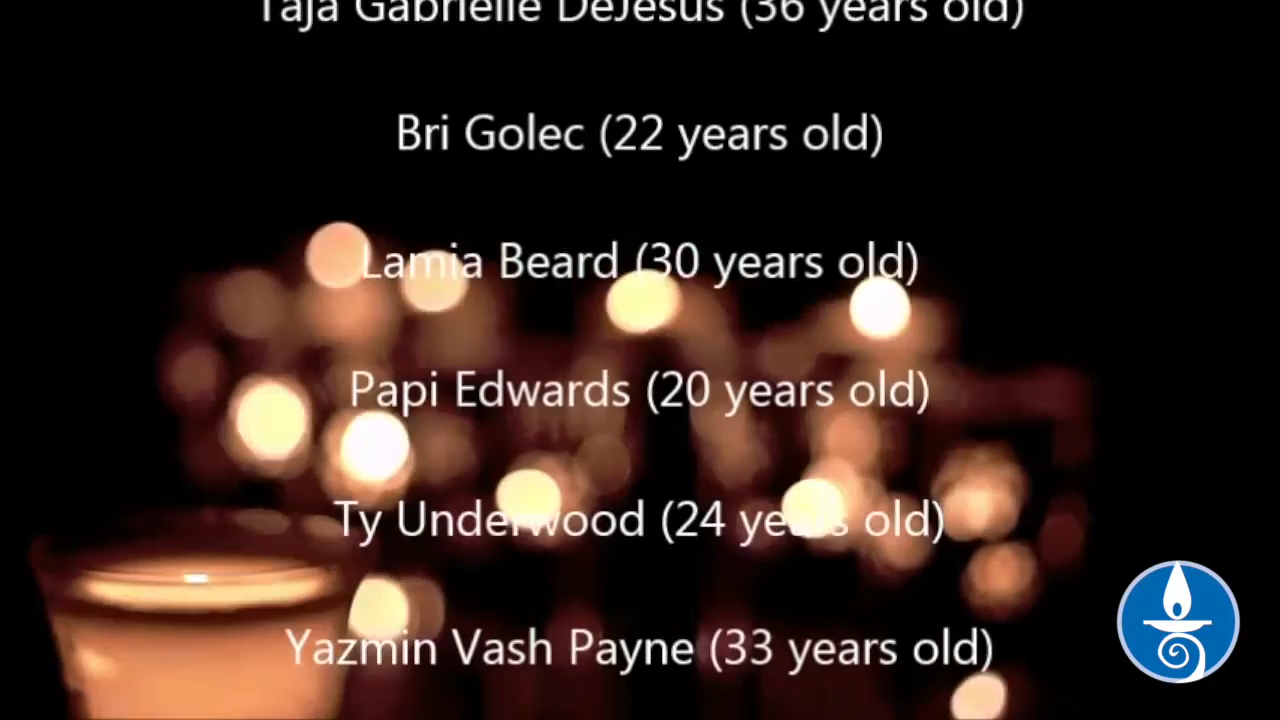 Taja Gabrielle DeJesus (36 years old)
Bri Golec (22 years old)
Lamia Beard (30 years old)
Papi Edwards (20 years old)
Ty Underwood (24 years old)
Yazmin Vash Payne (33 years old)